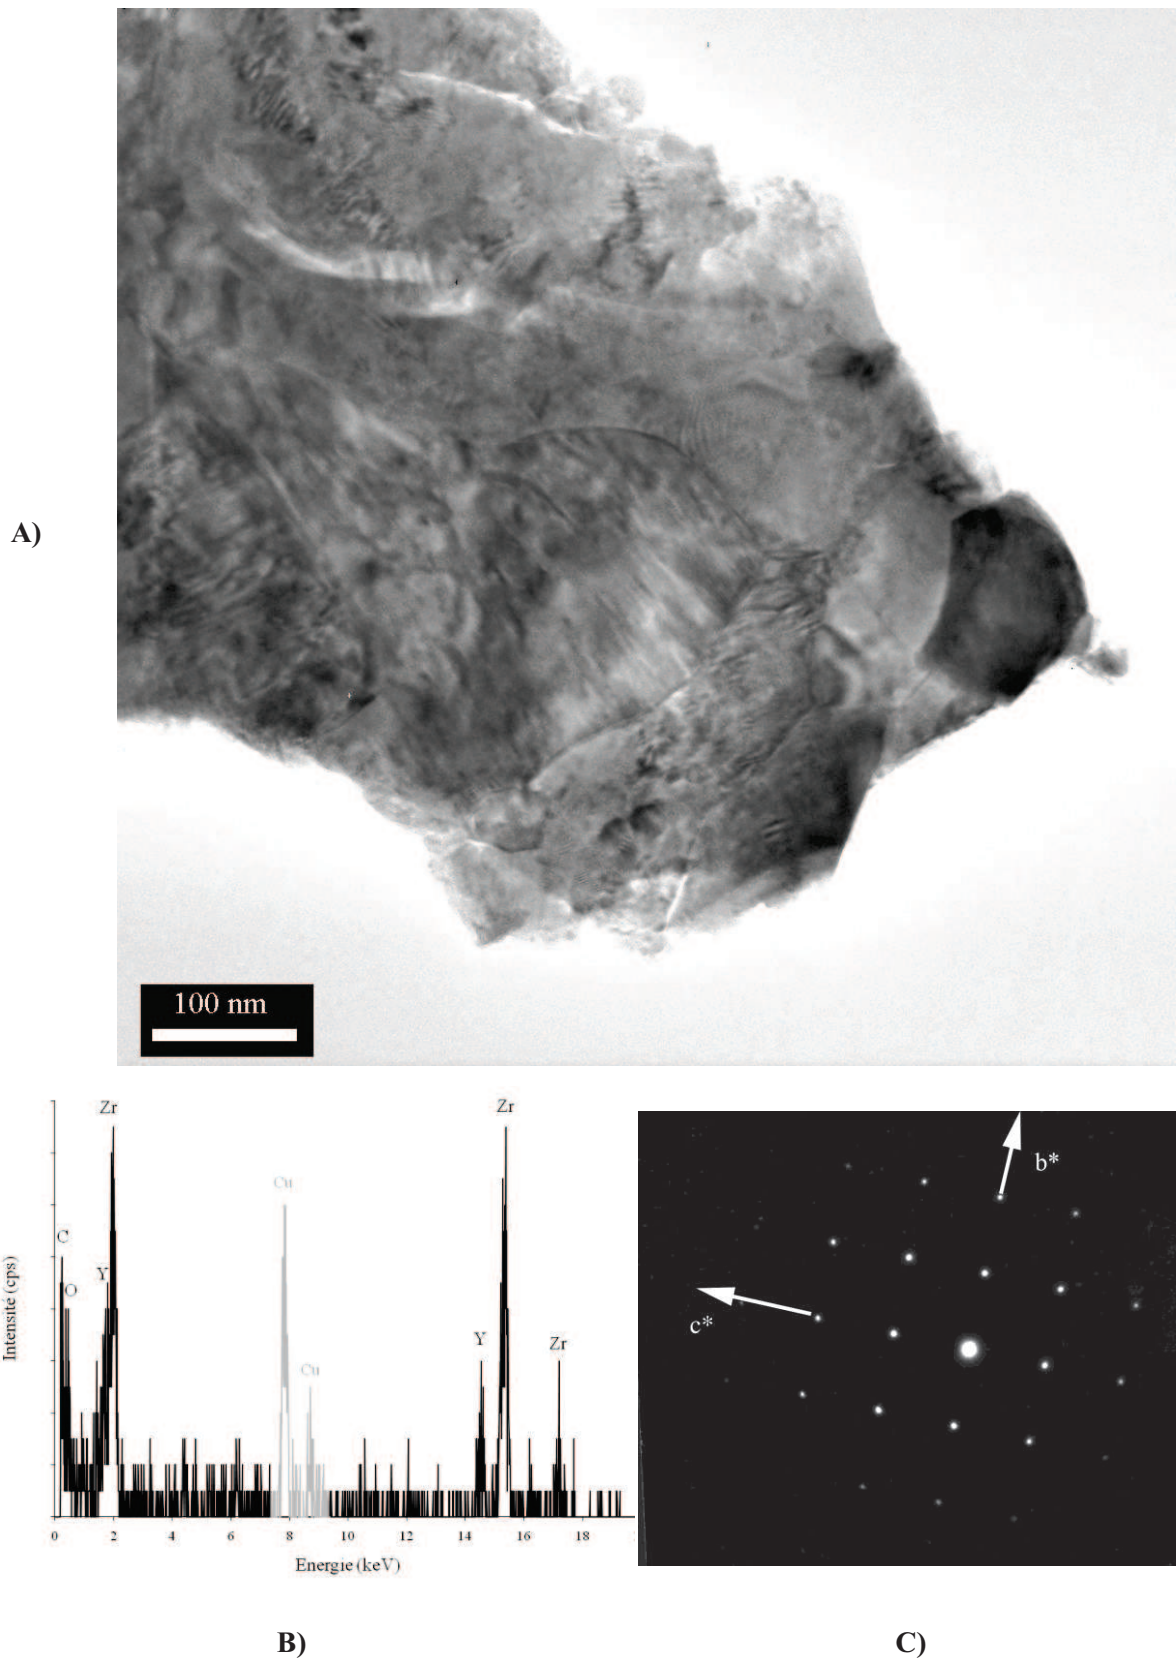 A)
100 nm
Zr
Zr
Cu
C
O
Y
Y
Zr
Cu
Intensité (cps)
0 2 4 6 8 10 12 14 16 18
Energie (keV)
b*
c*
B)
C)